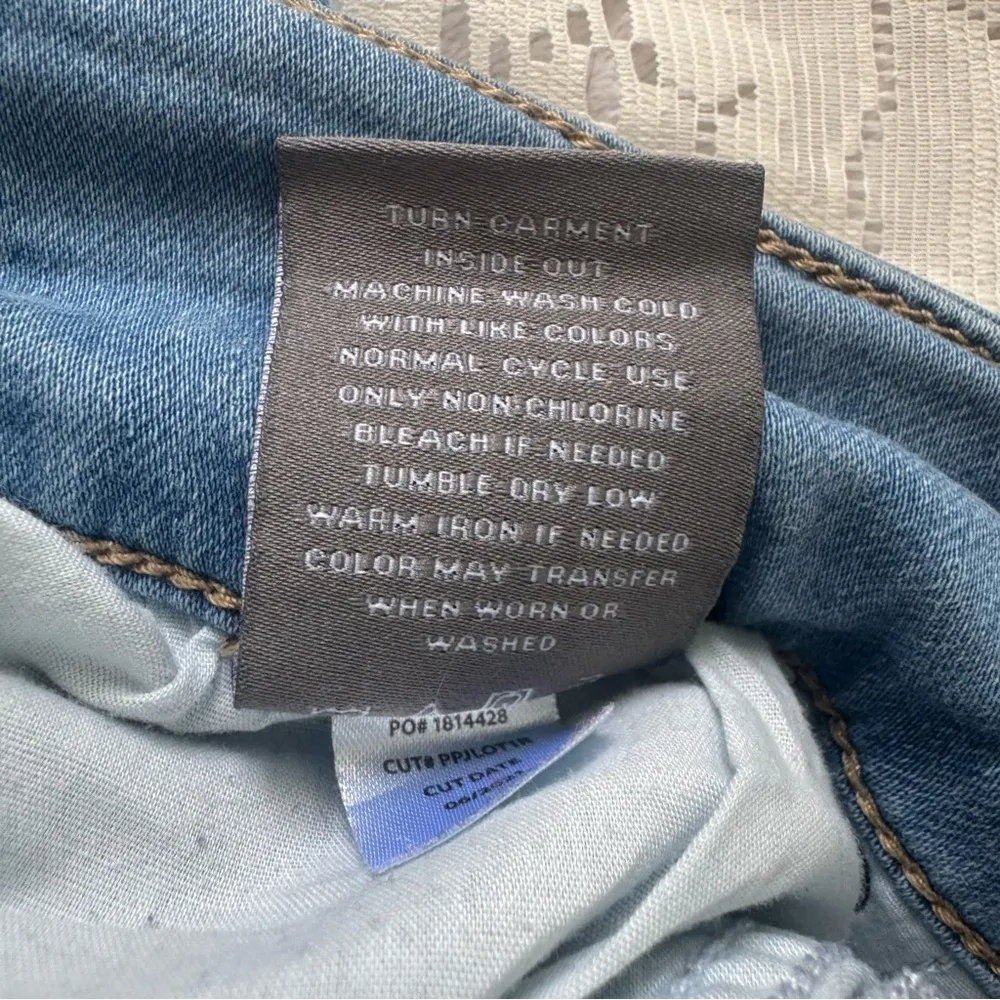 TURN GARMENT
INSIDE OUT
MACHINE WASH COLD
WITH LIKE COLORS
NORMAL CYCLE USE
ONLY NON-CHLORINE
BLEACH IF NEEDED
TUMBLE DRY LOW
WARM IRON IF NEEDED
COLOR MAY TRANSFER
WHEN WORN OR
WASHED
PO# 1814428
CUT# PPJLOT1R
CUT DATE